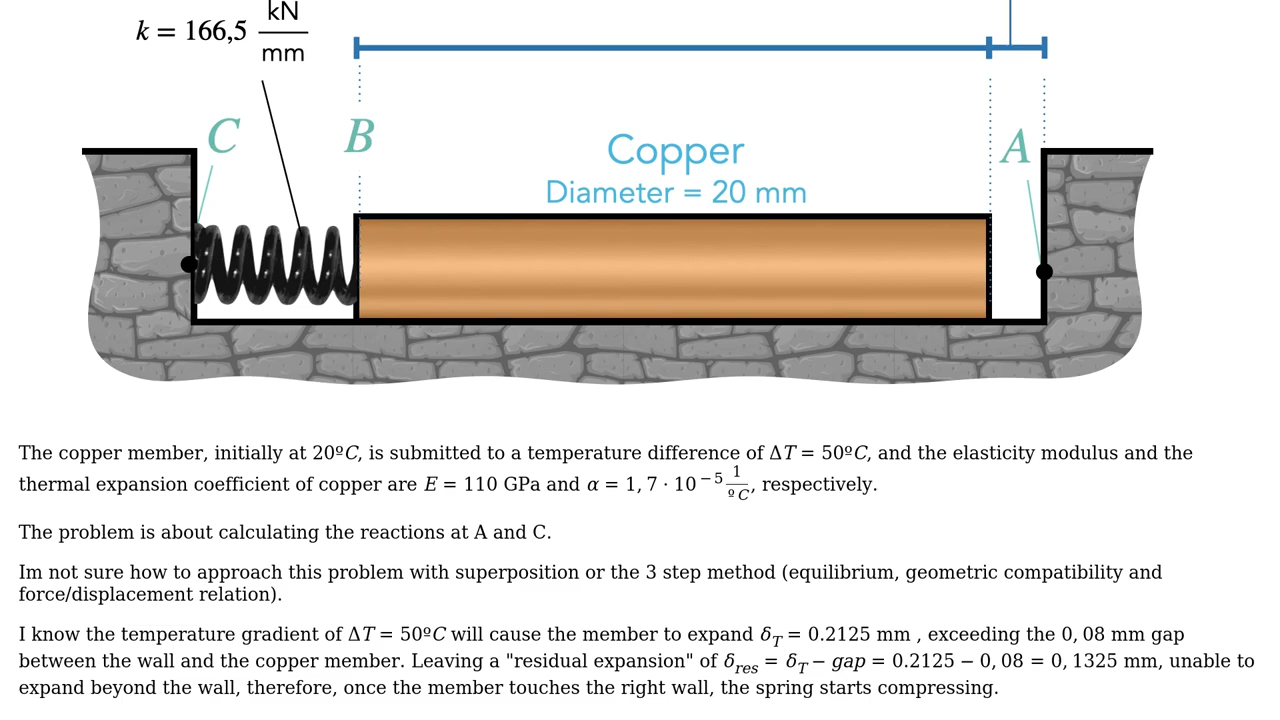 k = 166,5 kN/mm
C
B
A
Copper
Diameter = 20 mm
The copper member, initially at 20ºC, is submitted to a temperature difference of ΔT = 50ºC, and the elasticity modulus and the
thermal expansion coefficient of copper are E = 110 GPa and α = 1, 7 · 10⁻⁵ 1/ºC, respectively.
The problem is about calculating the reactions at A and C.
Im not sure how to approach this problem with superposition or the 3 step method (equilibrium, geometric compatibility and
force/displacement relation).
I know the temperature gradient of ΔT = 50ºC will cause the member to expand δ_T = 0.2125 mm , exceeding the 0, 08 mm gap
between the wall and the copper member. Leaving a "residual expansion" of δ_res = δ_T − gap = 0.2125 − 0, 08 = 0, 1325 mm, unable to
expand beyond the wall, therefore, once the member touches the right wall, the spring starts compressing.